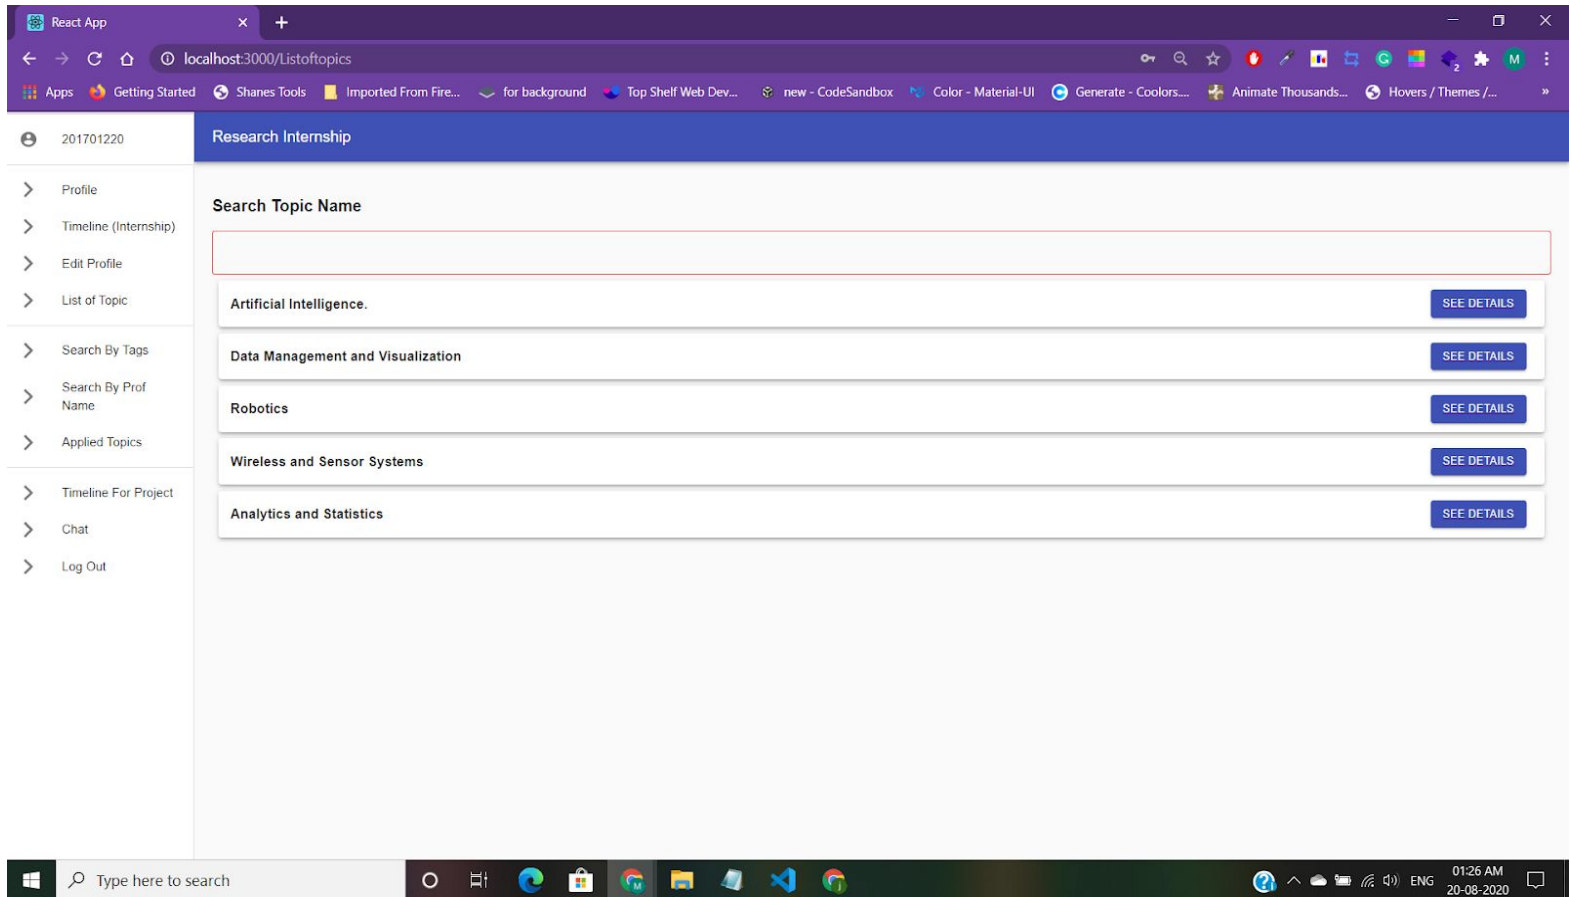 React App
localhost:3000/Listoftopics
Apps Getting Started Shanes Tools Imported From Fire... for background Top Shelf Web Dev... new - CodeSandbox Color - Material-UI Generate - Coolors.... Animate Thousands... Hovers / Themes /... »
201701220
Research Internship
Profile
Timeline (Internship)
Edit Profile
List of Topic
Search By Tags
Search By Prof
Name
Applied Topics
Timeline For Project
Chat
Log Out
Search Topic Name
Artificial Intelligence. SEE DETAILS
Data Management and Visualization SEE DETAILS
Robotics SEE DETAILS
Wireless and Sensor Systems SEE DETAILS
Analytics and Statistics SEE DETAILS
Type here to search
ENG
01:26 AM
20-08-2020